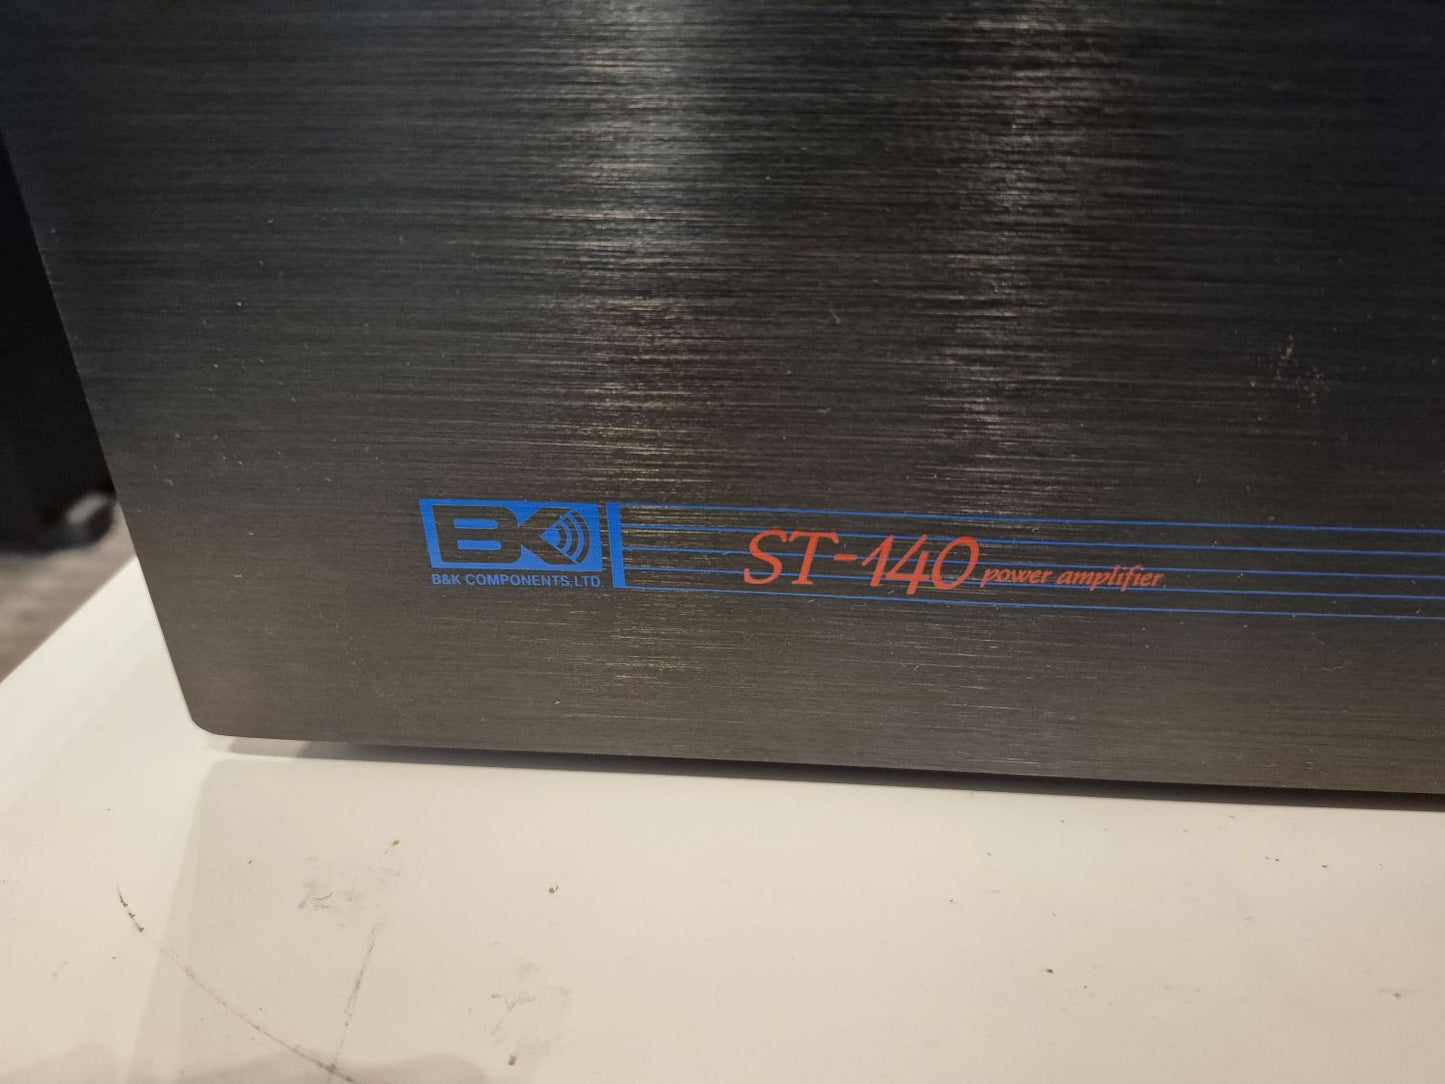 BK
B&K COMPONENTS,LTD.
ST-140 power amplifier